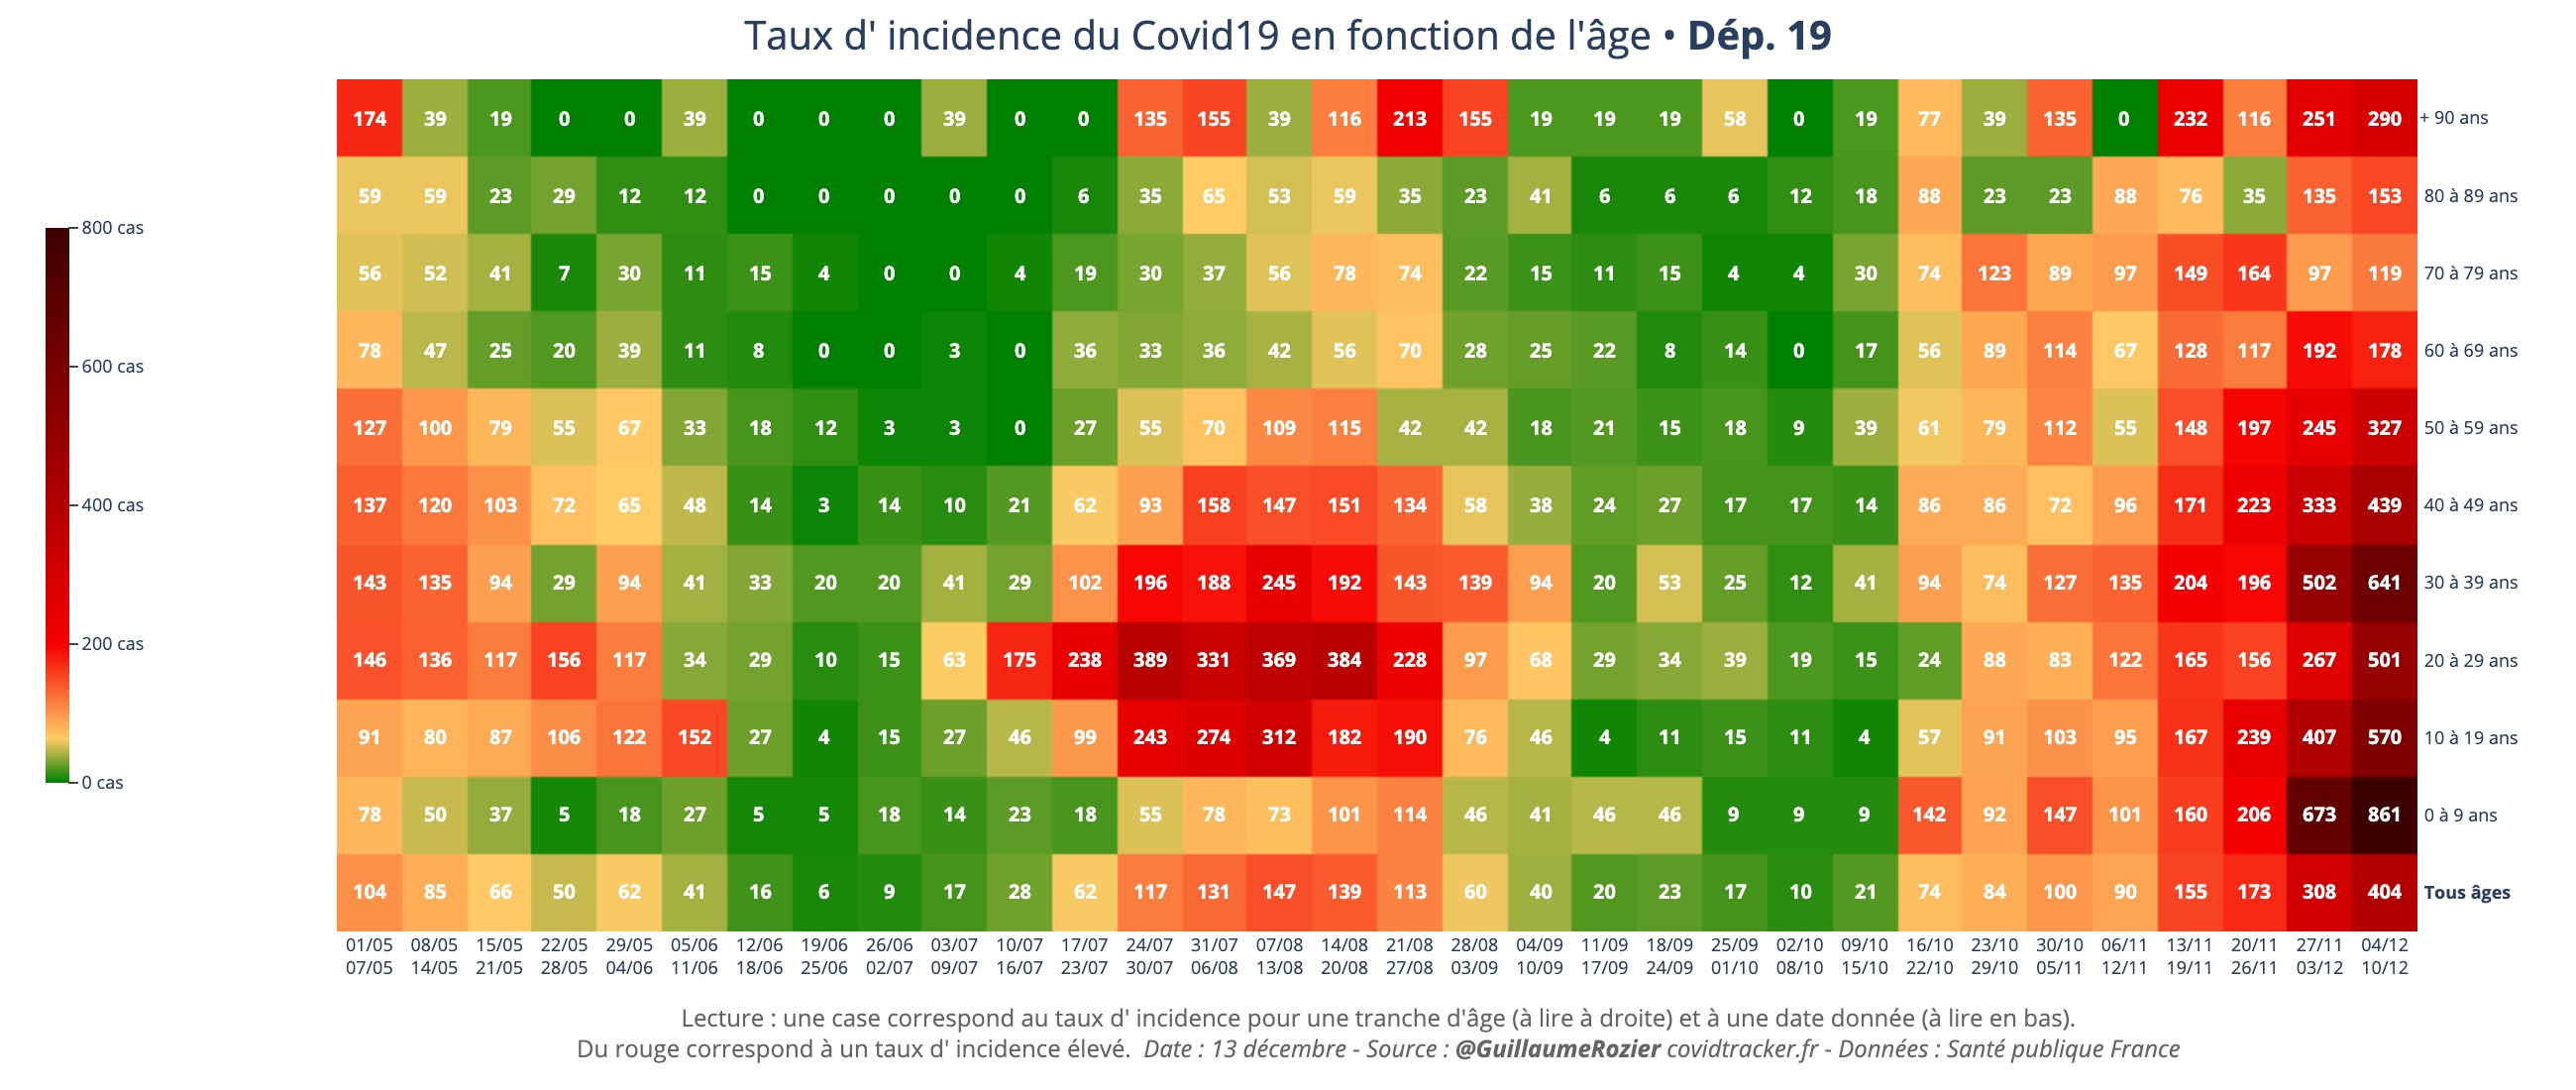 Taux d' incidence du Covid19 en fonction de l'âge • Dép. 19
800 cas
600 cas
400 cas
200 cas
0 cas
174 39 19 0 0 39 0 0 0 39 0 0 135 155 39 116 213 155 19 19 19 58 0 19 77 39 135 0 232 116 251 290 + 90 ans
59 59 23 29 12 12 0 0 0 0 0 6 35 65 53 59 35 23 41 6 6 6 12 18 88 23 23 88 76 35 135 153 80 à 89 ans
56 52 41 7 30 11 15 4 0 0 4 19 30 37 56 78 74 22 15 11 15 4 4 30 74 123 89 97 149 164 97 119 70 à 79 ans
78 47 25 20 39 11 8 0 0 3 0 36 33 36 42 56 70 28 25 22 8 14 0 17 56 89 114 67 128 117 192 178 60 à 69 ans
127 100 79 55 67 33 18 12 3 3 0 27 55 70 109 115 42 42 18 21 15 18 9 39 61 79 112 55 148 197 245 327 50 à 59 ans
137 120 103 72 65 48 14 3 14 10 21 62 93 158 147 151 134 58 38 24 27 17 17 14 86 86 72 96 171 223 333 439 40 à 49 ans
143 135 94 29 94 41 33 20 20 41 29 102 196 188 245 192 143 139 94 20 53 25 12 41 94 74 127 135 204 196 502 641 30 à 39 ans
146 136 117 156 117 34 29 10 15 63 175 238 389 331 369 384 228 97 68 29 34 39 19 15 24 88 83 122 165 156 267 501 20 à 29 ans
91 80 87 106 122 152 27 4 15 27 46 99 243 274 312 182 190 76 46 4 11 15 11 4 57 91 103 95 167 239 407 570 10 à 19 ans
78 50 37 5 18 27 5 5 18 14 23 18 55 78 73 101 114 46 41 46 46 9 9 9 142 92 147 101 160 206 673 861 0 à 9 ans
104 85 66 50 62 41 16 6 9 17 28 62 117 131 147 139 113 60 40 20 23 17 10 21 74 84 100 90 155 173 308 404 Tous âges
01/05 08/05 15/05 22/05 29/05 05/06 12/06 19/06 26/06 03/07 10/07 17/07 24/07 31/07 07/08 14/08 21/08 28/08 04/09 11/09 18/09 25/09 02/10 09/10 16/10 23/10 30/10 06/11 13/11 20/11 27/11 04/12
07/05 14/05 21/05 28/05 04/06 11/06 18/06 25/06 02/07 09/07 16/07 23/07 30/07 06/08 13/08 20/08 27/08 03/09 10/09 17/09 24/09 01/10 08/10 15/10 22/10 29/10 05/11 12/11 19/11 26/11 03/12 10/12
Lecture : une case correspond au taux d' incidence pour une tranche d'âge (à lire à droite) et à une date donnée (à lire en bas).
Du rouge correspond à un taux d' incidence élevé. Date : 13 décembre - Source : @GuillaumeRozier covidtracker.fr - Données : Santé publique France